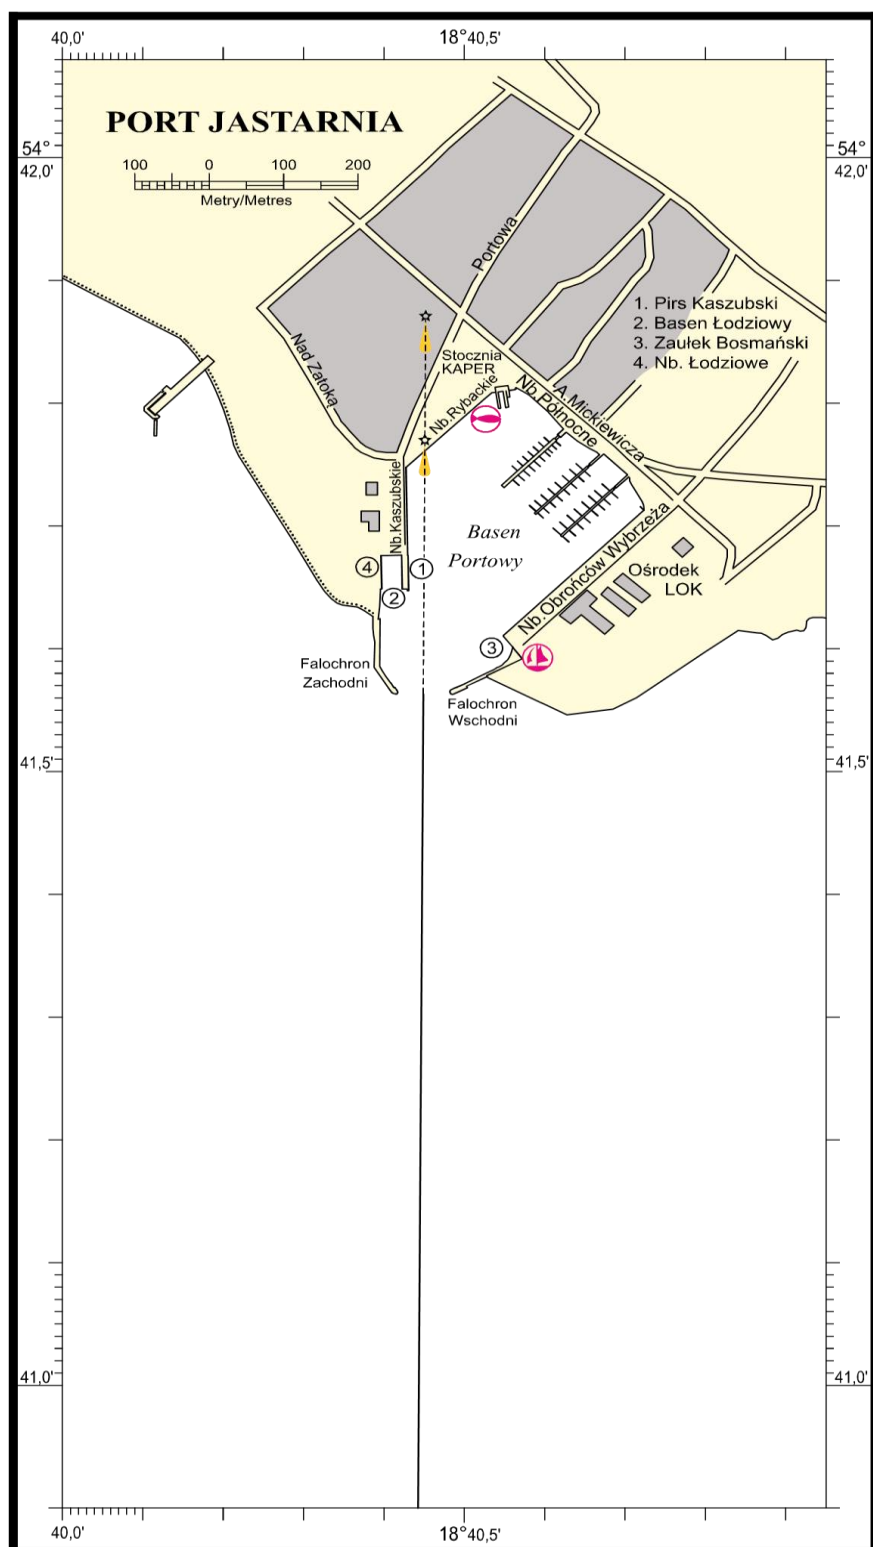 40,0'
18°40,5'
PORT JASTARNIA
54°
42,0'
54°
42,0'
100 0 100 200
Metry/Metres
Portowa
1. Pirs Kaszubski
2. Basen Łodziowy
3. Zaułek Bosmański
4. Nb. Łodziowe
Nad Zatoką
Stocznia
KAPER
Nb.Rybackie
Nb.Północne
A.Mickiewicza
Nb.Kaszubskie
Basen
Portowy
Nb.Obrońców Wybrzeża
Ośrodek
LOK
4
1
2
3
Falochron
Zachodni
Falochron
Wschodni
41,5'
41,5'
41,0'
41,0'
40,0'
18°40,5'